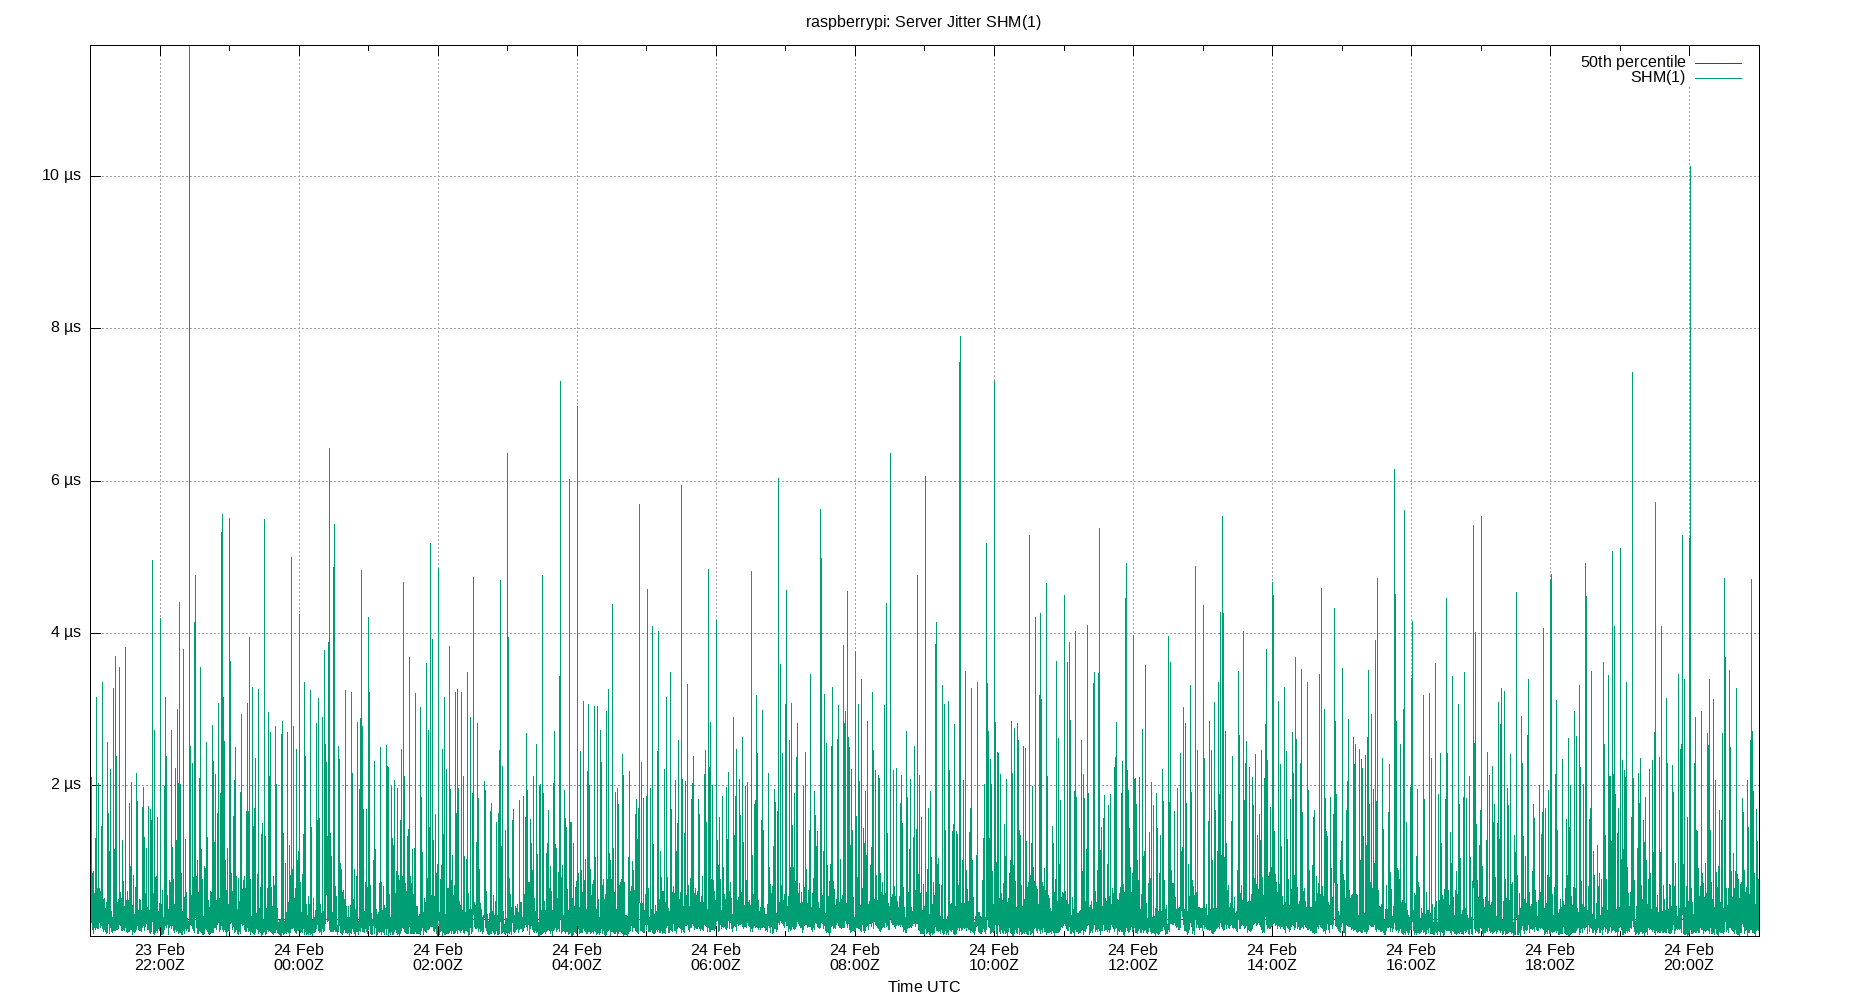 raspberrypi: Server Jitter SHM(1)
50th percentile
SHM(1)
10 µs
8 µs
6 µs
4 µs
2 µs
23 Feb 24 Feb 24 Feb 24 Feb 24 Feb 24 Feb 24 Feb 24 Feb 24 Feb 24 Feb 24 Feb 24 Feb
22:00Z 00:00Z 02:00Z 04:00Z 06:00Z 08:00Z 10:00Z 12:00Z 14:00Z 16:00Z 18:00Z 20:00Z
Time UTC